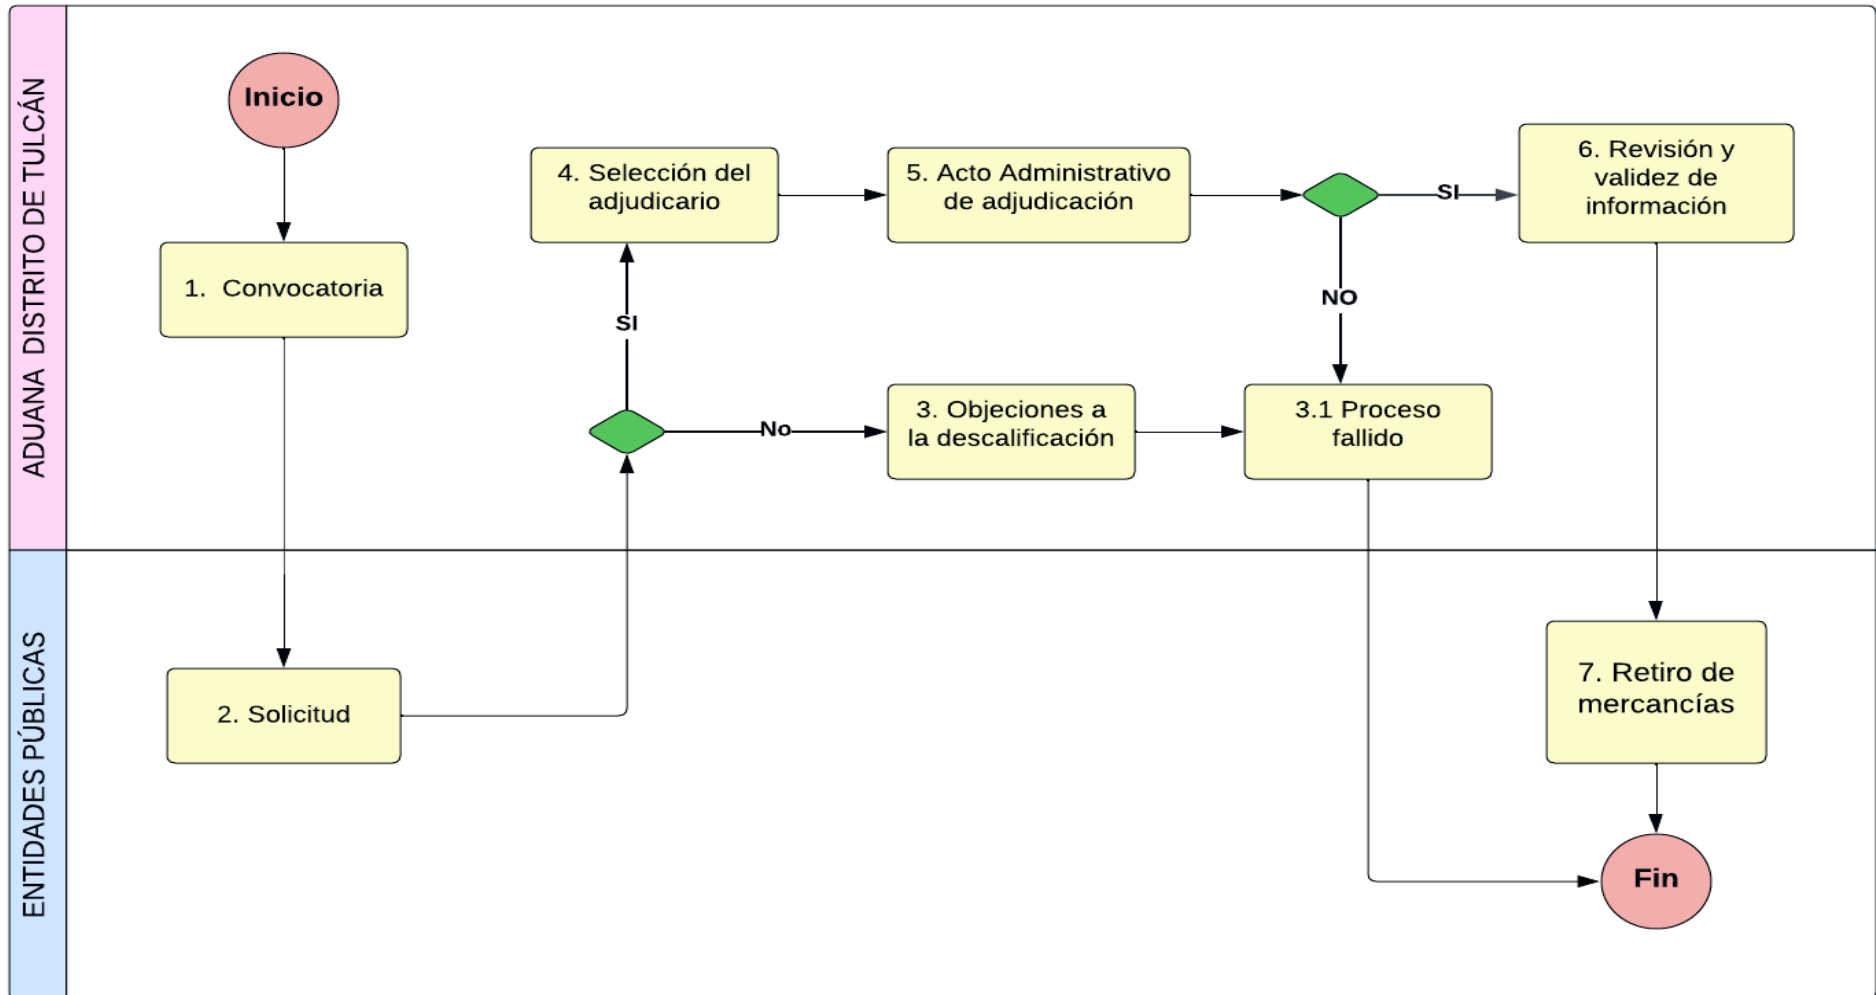 ADUANA DISTRITO DE TULCÁN
Inicio
1. Convocatoria
4. Selección del
adjudicario
5. Acto Administrativo
de adjudicación
SI
6. Revisión y
validez de
información
SI
NO
No
3. Objeciones a
la descalificación
3.1 Proceso
fallido
ENTIDADES PÚBLICAS
2. Solicitud
7. Retiro de
mercancías
Fin